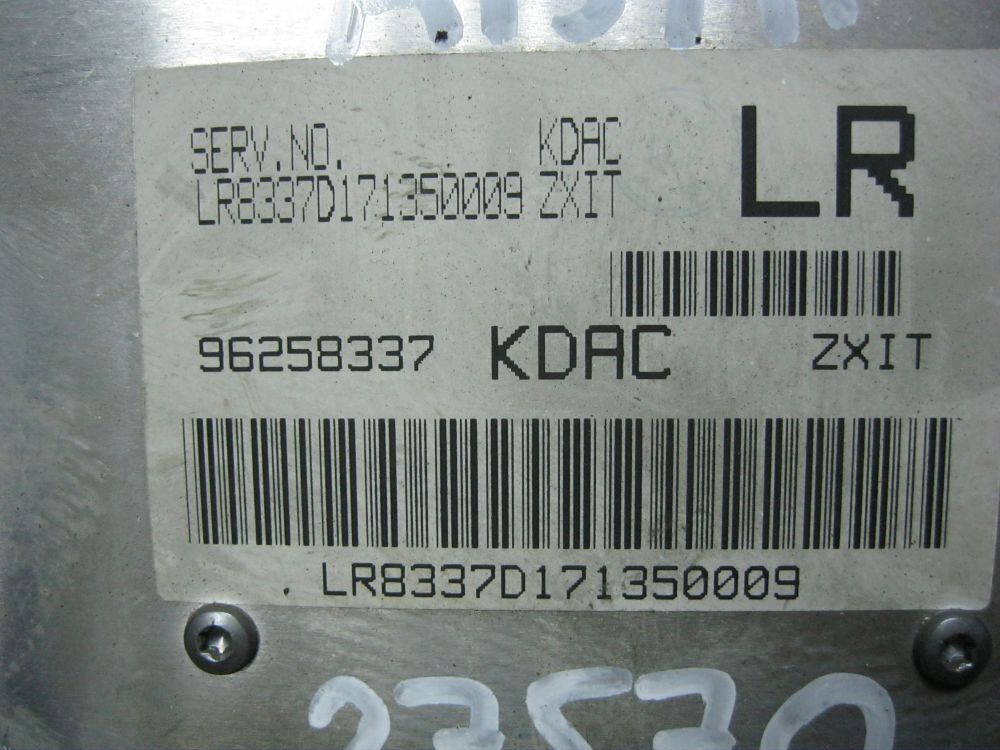 SERV.NO. KDAC LR
LR8337D171350009 ZXIT
96258337 KDAC ZXIT
LR8337D171350009